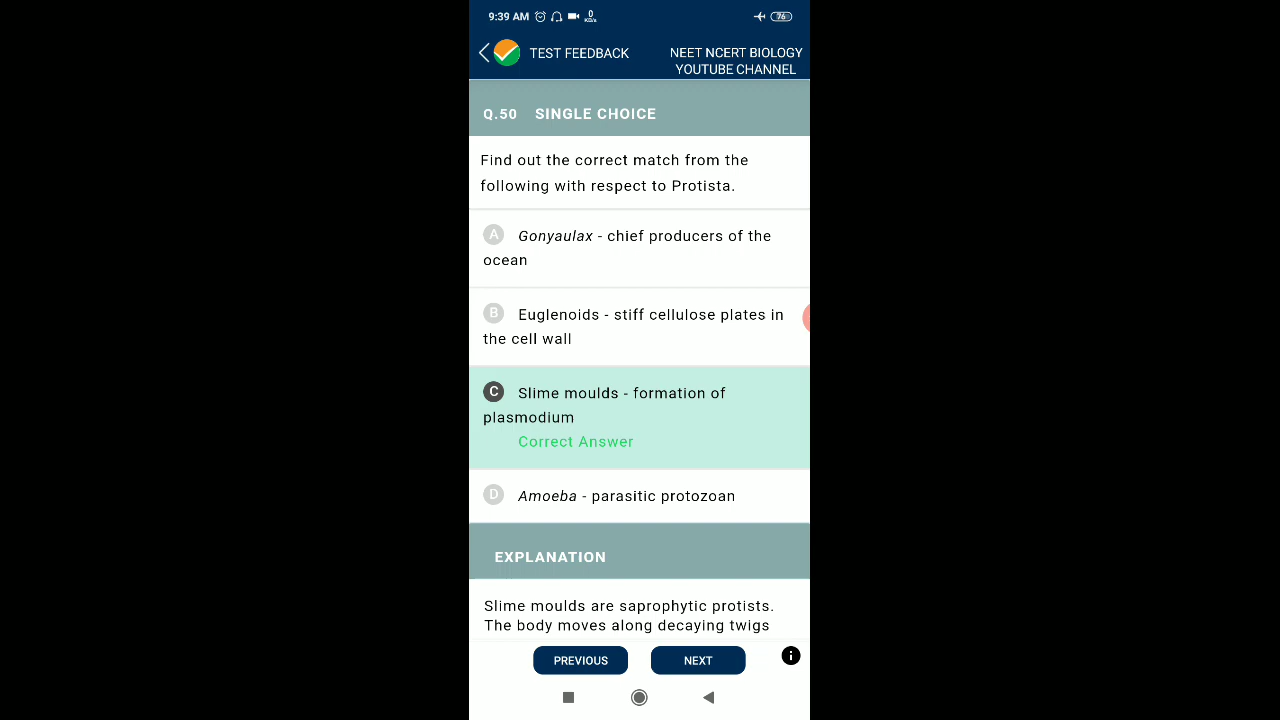 9:39 AM 0 KB/s 76
TEST FEEDBACK
NEET NCERT BIOLOGY
YOUTUBE CHANNEL
Q.50 SINGLE CHOICE
Find out the correct match from the
following with respect to Protista.
A Gonyaulax - chief producers of the
ocean
B Euglenoids - stiff cellulose plates in
the cell wall
C Slime moulds - formation of
plasmodium
Correct Answer
D Amoeba - parasitic protozoan
EXPLANATION
Slime moulds are saprophytic protists.
The body moves along decaying twigs
PREVIOUS NEXT